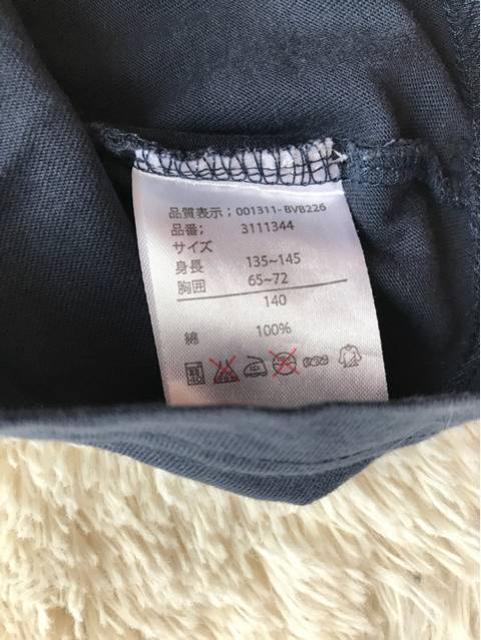 品質表示；001311-BVB226
品番； 3111344
サイズ
身長 135~145
胸囲 65~72
140
綿 100%